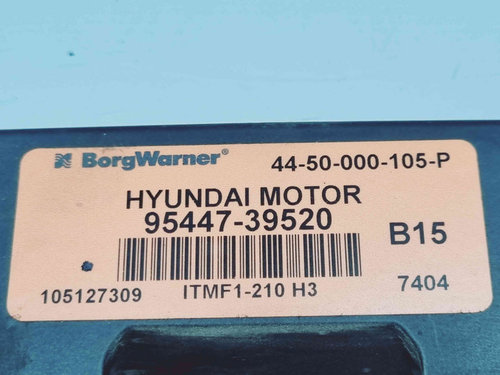 BorgWarner® 44-50-000-105-P
HYUNDAI MOTOR
95447-39520
B15
105127309 ITMF1-210 H3 7404